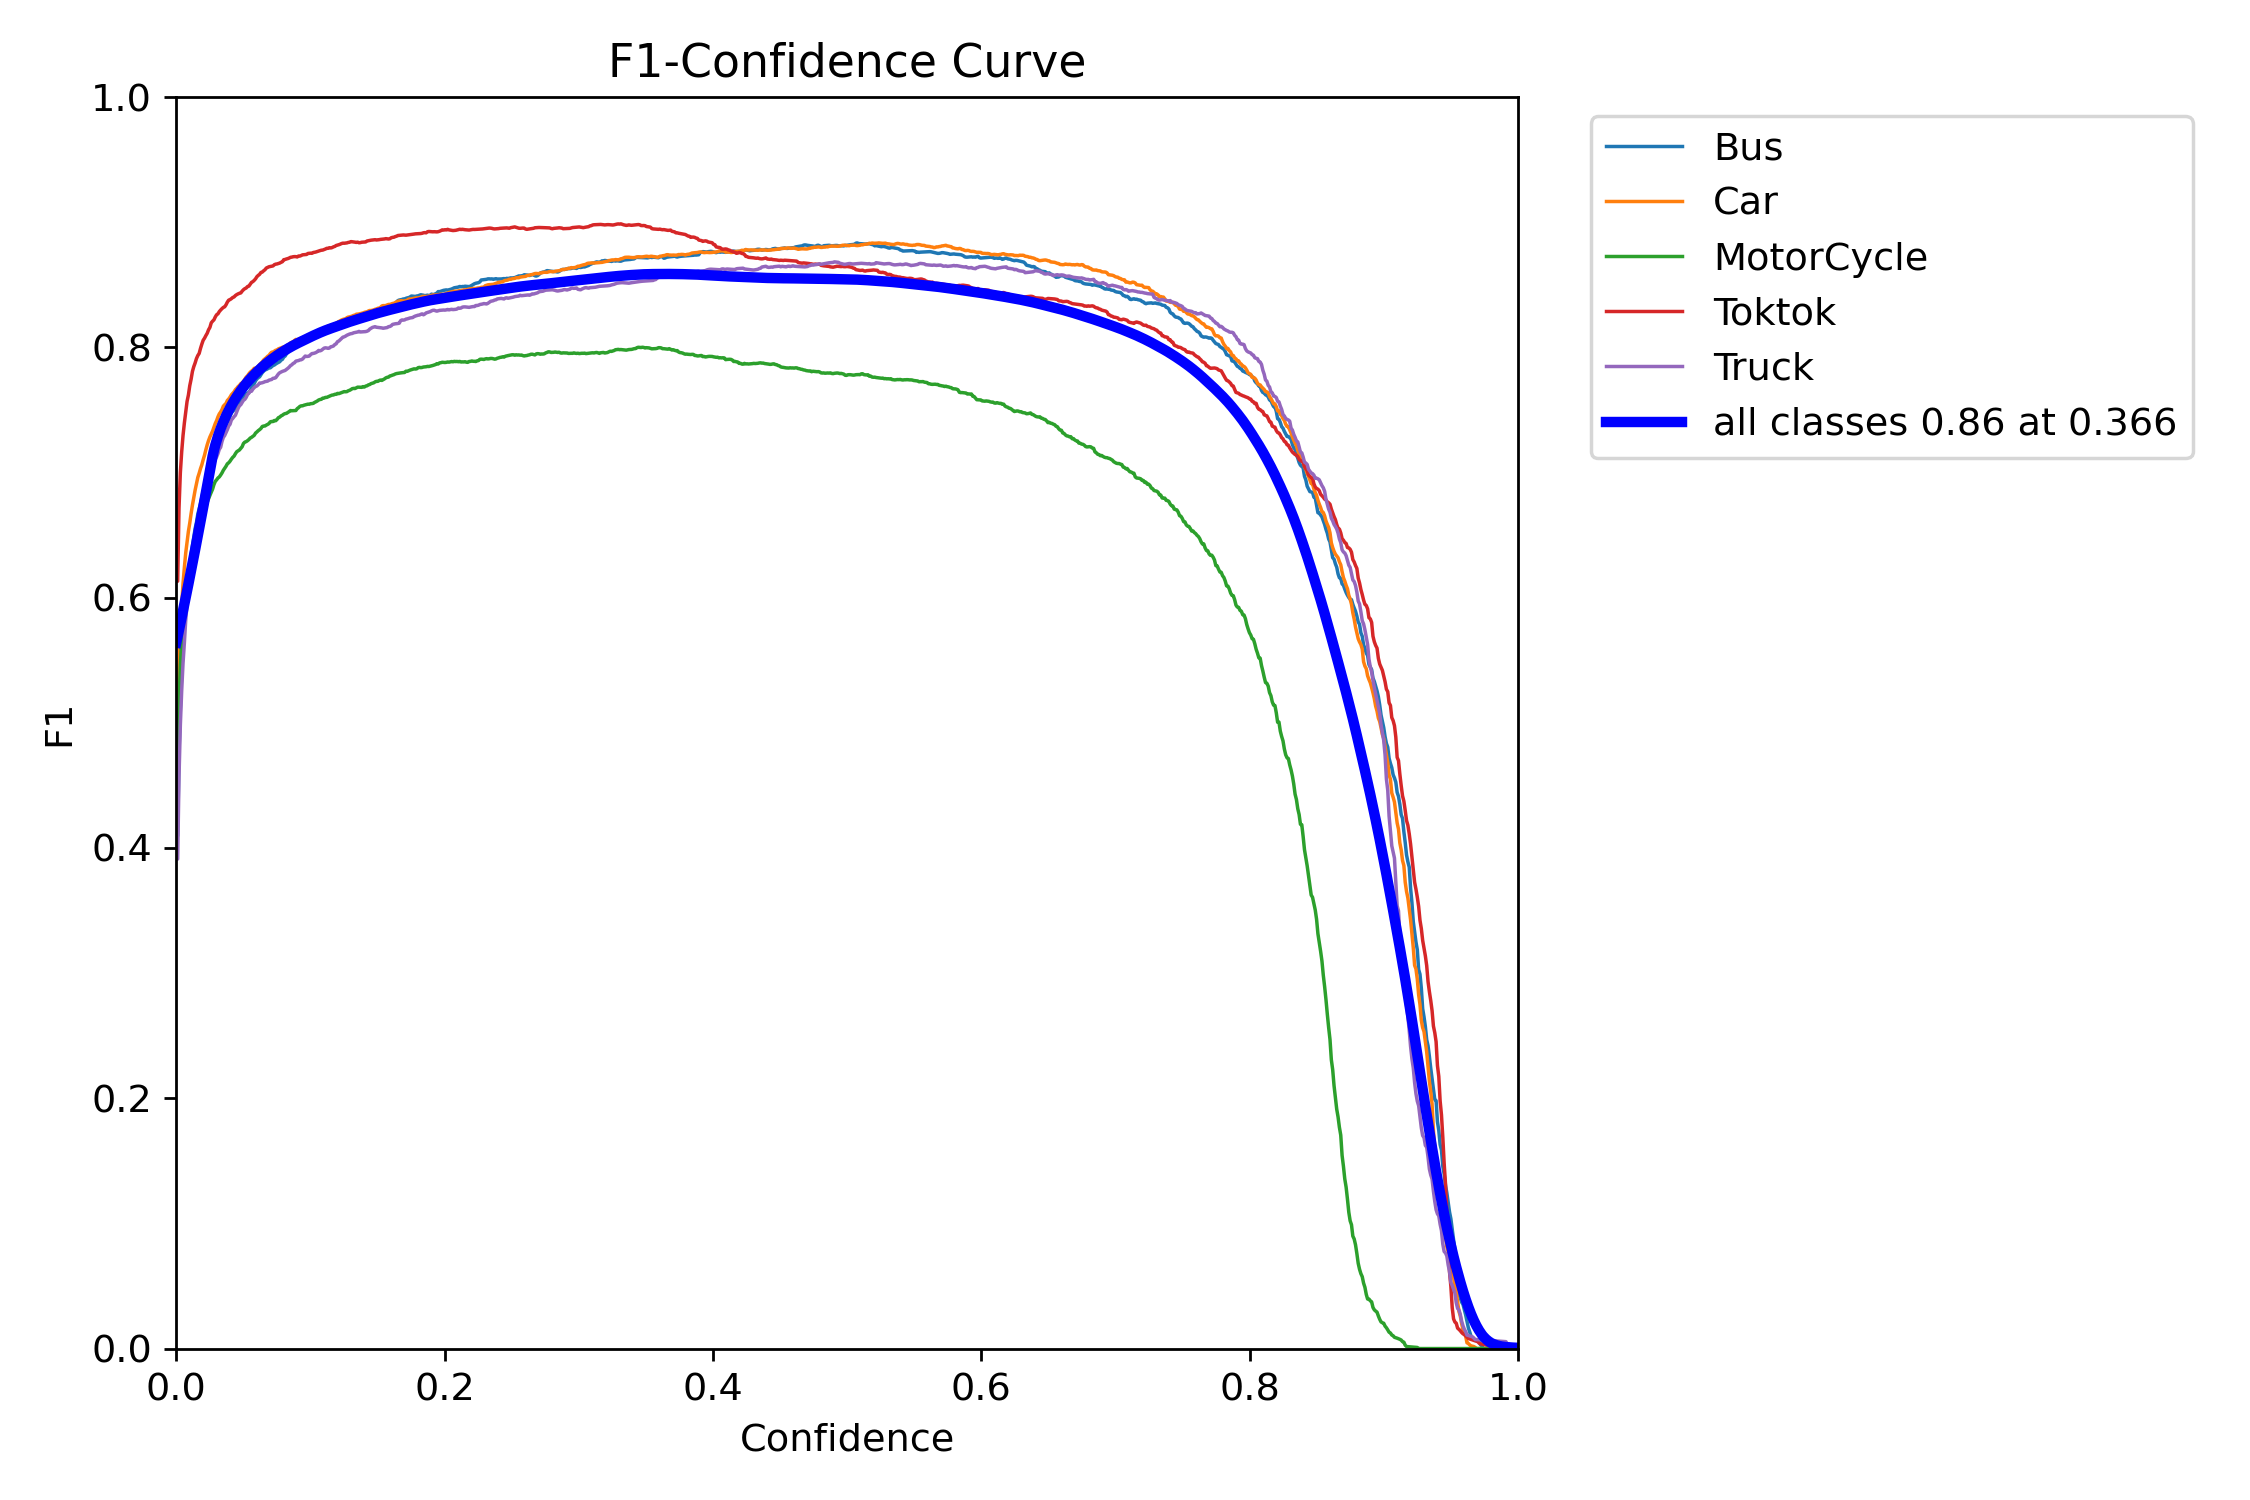 F1-Confidence Curve
1.0
0.8
0.6
0.4
0.2
0.0
F1
0.0 0.2 0.4 0.6 0.8 1.0
Confidence
Bus
Car
MotorCycle
Toktok
Truck
all classes 0.86 at 0.366